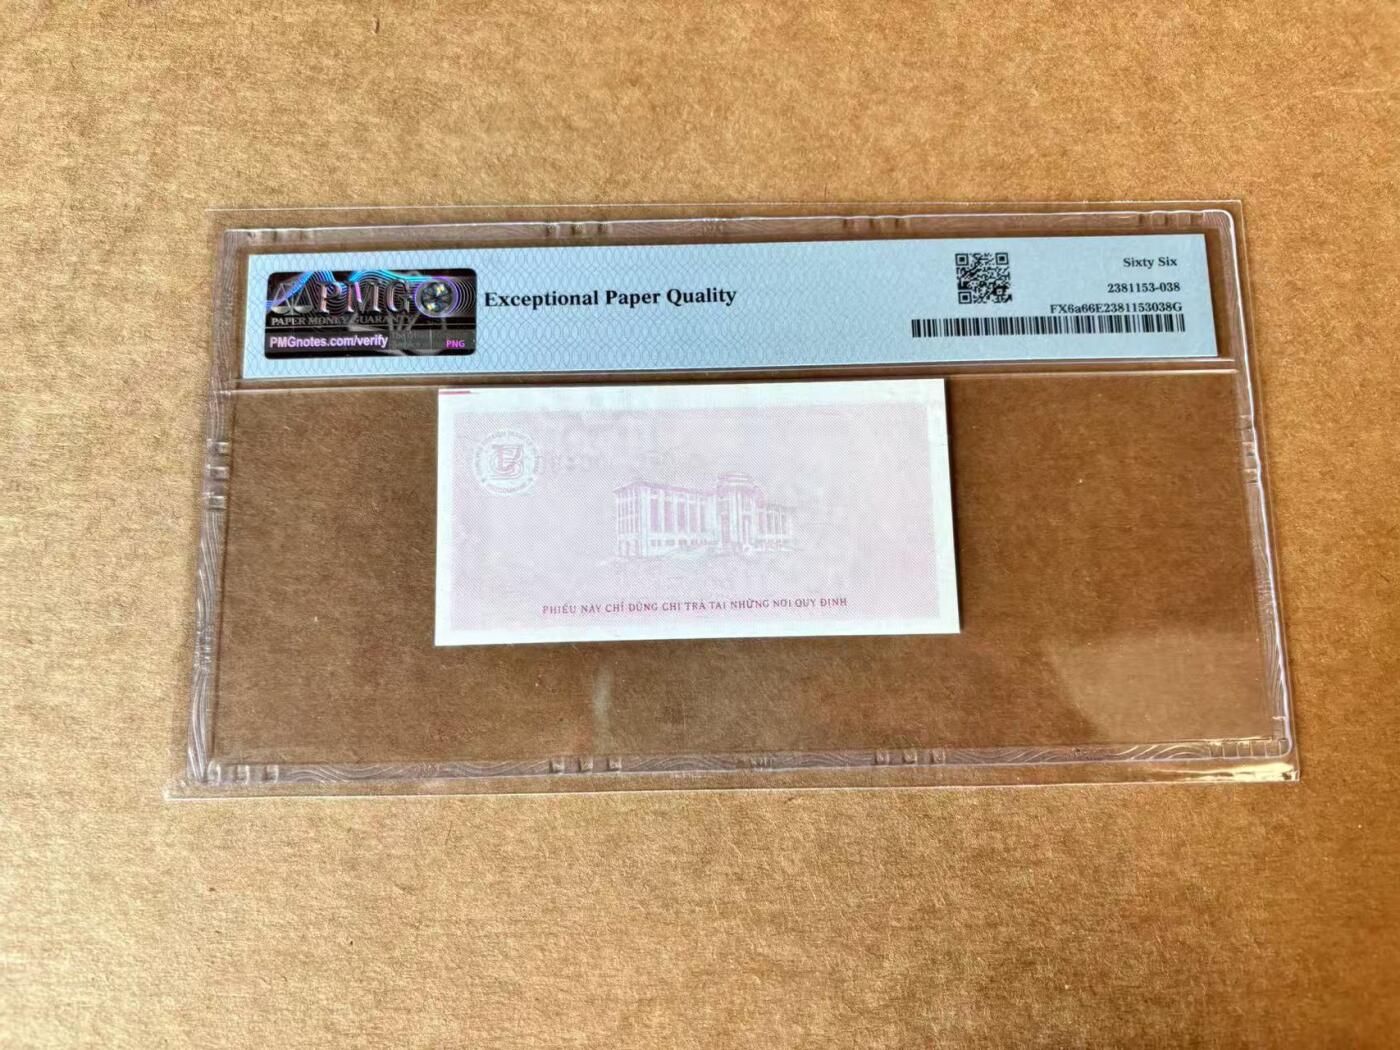 PMG
PAPER MONEY GUARANTY
PMGnotes.com/verify
PNG
Exceptional Paper Quality
Sixty Six
2381153-038
FX6a66E2381153038G
PHIẾU NÀY CHỈ DÙNG CHI TRẢ TẠI NHỮNG NƠI QUY ĐỊNH